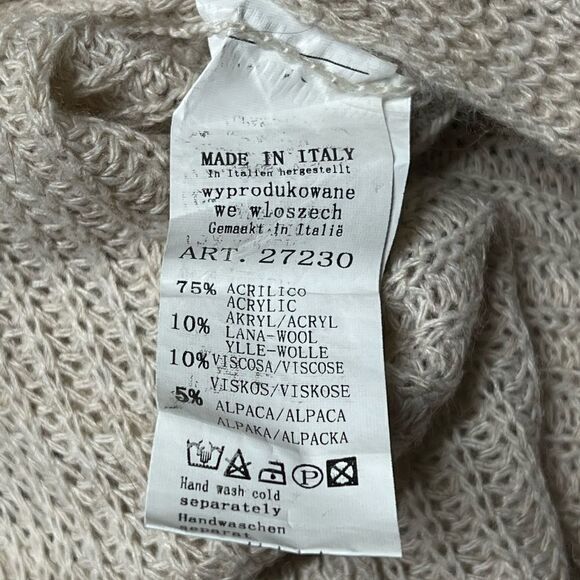 MADE IN ITALY
In Italien hergestellt
wyprodukowane
we wloszech
Gemaakt in Italië
ART. 27230
75% ACRILICO
ACRYLIC
AKRYL/ACRYL
10% LANA-WOOL
YLLE-WOLLE
10% VISCOSA/VISCOSE
VISKOS/VISKOSE
5% ALPACA/ALPACA
ALPAKA/ALPACKA
P
Hand wash cold
separately
Handwaschen
separat